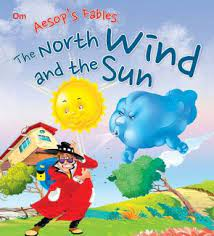 Om
Aesop's Fables
The North Wind
and the Sun